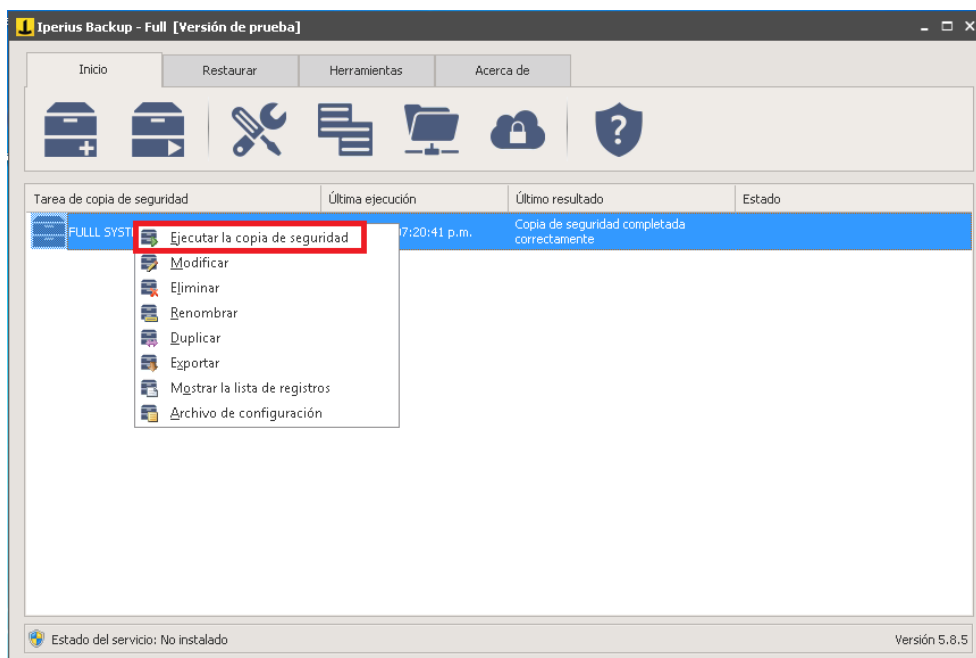 Iperius Backup - Full [Versión de prueba]
Inicio Restaurar Herramientas Acerca de
Tarea de copia de seguridad Última ejecución Último resultado Estado
FULLL 07:20:41 p.m. Copia de seguridad completada
correctamente
Ejecutar la copia de seguridad
Modificar
Eliminar
Renombrar
Duplicar
Exportar
Mostrar la lista de registros
Archivo de configuración
Estado del servicio: No instalado Versión 5.8.5